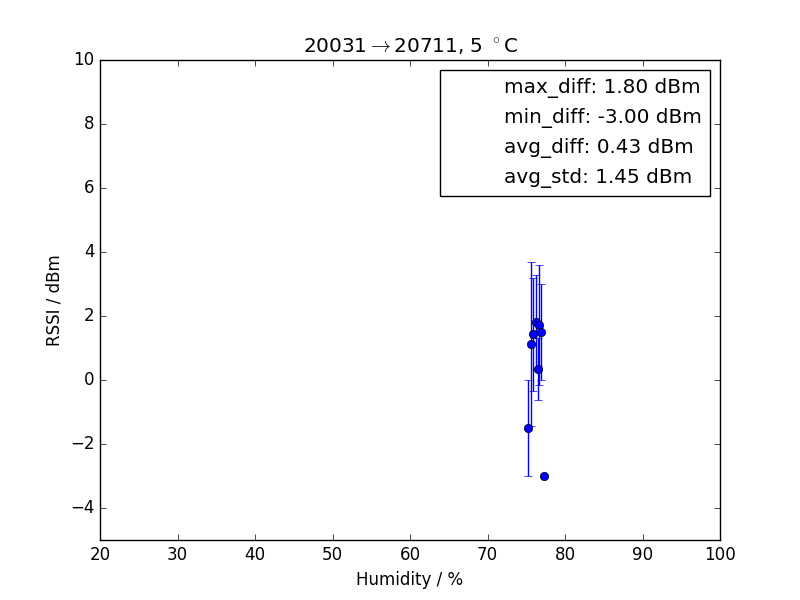 20031→20711, 5 °C
max_diff: 1.80 dBm
min_diff: -3.00 dBm
avg_diff: 0.43 dBm
avg_std: 1.45 dBm
10
8
6
4
2
0
−2
−4
RSSI / dBm
20 30 40 50 60 70 80 90 100
Humidity / %